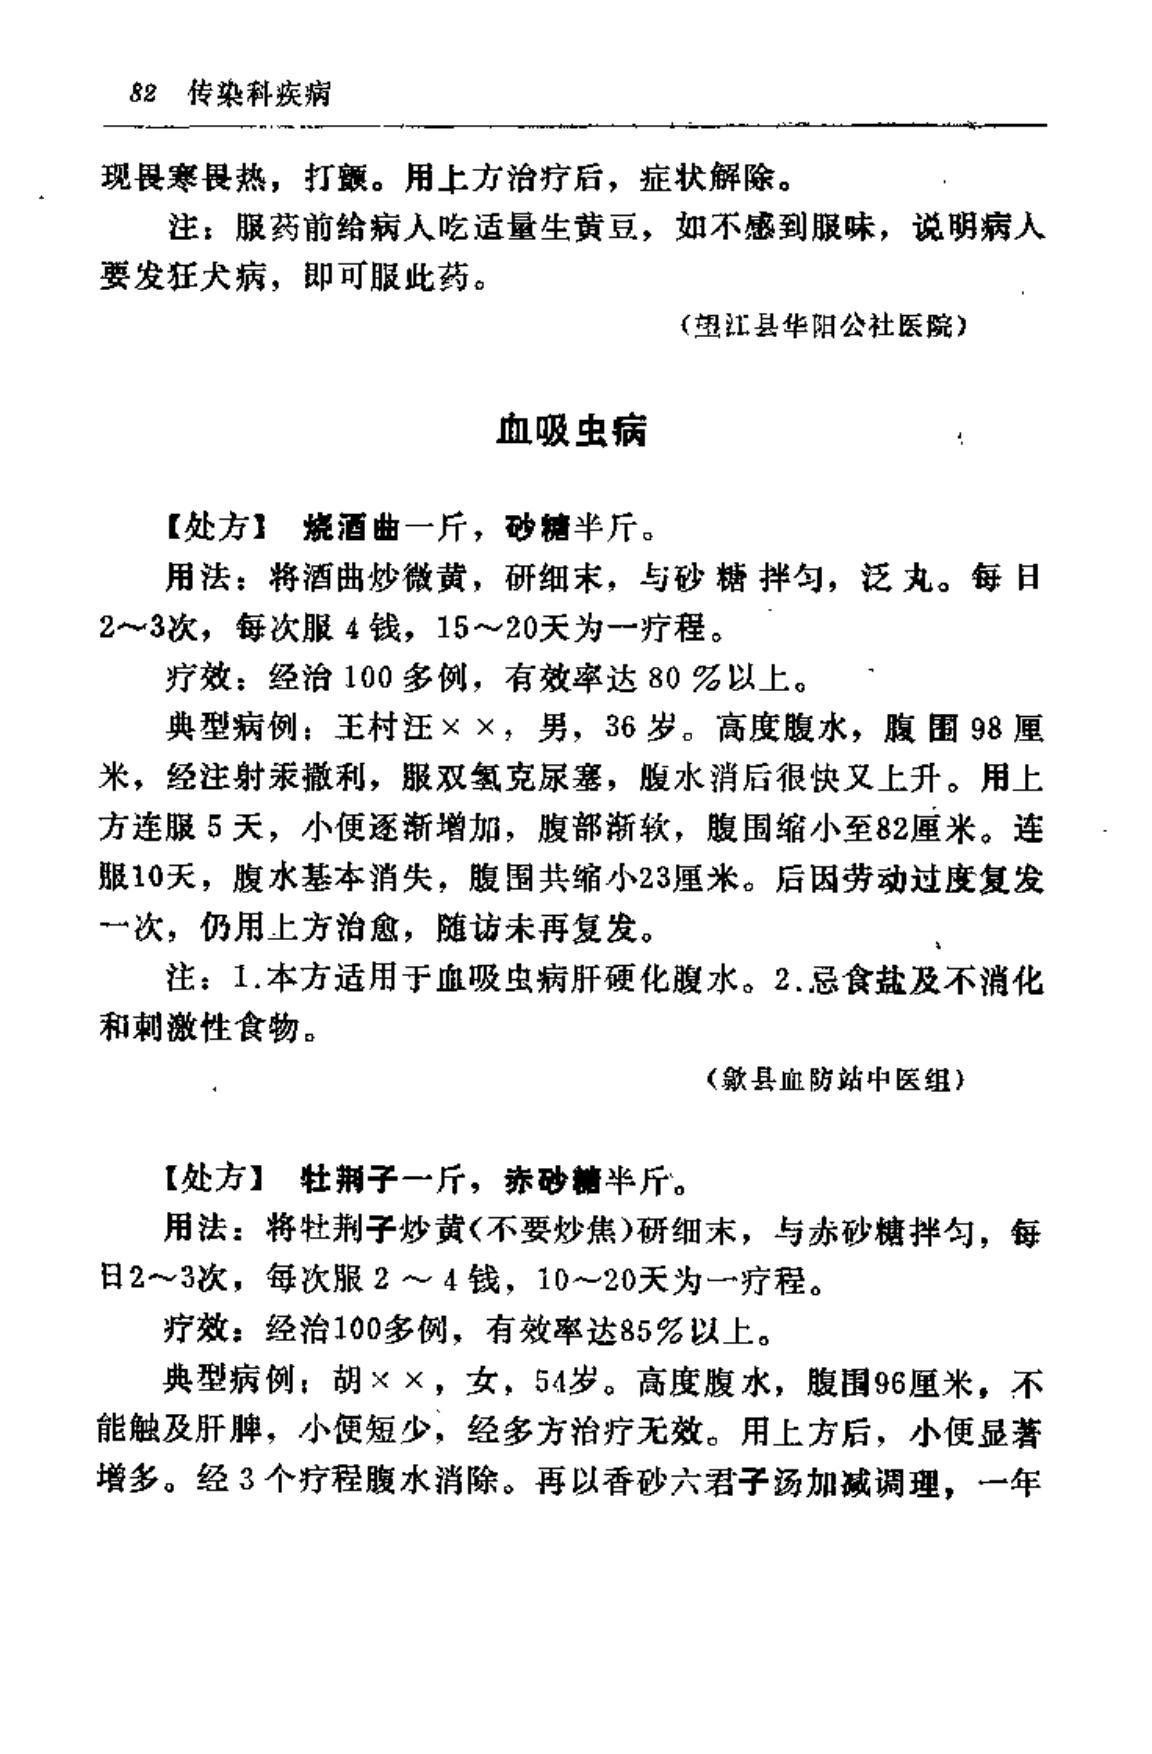 82 传染科疾病
现畏寒畏热，打颤。用上方治疗后，症状解除。
注：服药前给病人吃适量生黄豆，如不感到服味，说明病人
要发狂犬病，即可服此药。
（望江县华阳公社医院）
血吸虫病
【处方】 烧酒曲一斤，砂糖半斤。
用法：将酒曲炒微黄，研细末，与砂糖拌匀，泛丸。每日
2～3次，每次服4钱，15～20天为一疗程。
疗效：经治100多例，有效率达80％以上。
典型病例：王村汪××，男，36岁。高度腹水，腹围98厘
米，经注射汞撒利，服双氢克尿塞，腹水消后很快又上升。用上
方连服5天，小便逐渐增加，腹部渐软，腹围缩小至82厘米。连
服10天，腹水基本消失，腹围共缩小23厘米。后因劳动过度复发
一次，仍用上方治愈，随访未再复发。
注：1.本方适用于血吸虫病肝硬化腹水。2.忌食盐及不消化
和刺激性食物。
（歙县血防站中医组）
【处方】 牡荆子一斤，赤砂糖半斤。
用法：将牡荆子炒黄（不要炒焦）研细末，与赤砂糖拌匀，每
日2～3次，每次服2～4钱，10～20天为一疗程。
疗效：经治100多例，有效率达85％以上。
典型病例：胡××，女，54岁。高度腹水，腹围96厘米，不
能触及肝脾，小便短少，经多方治疗无效。用上方后，小便显著
增多。经3个疗程腹水消除。再以香砂六君子汤加减调理，一年